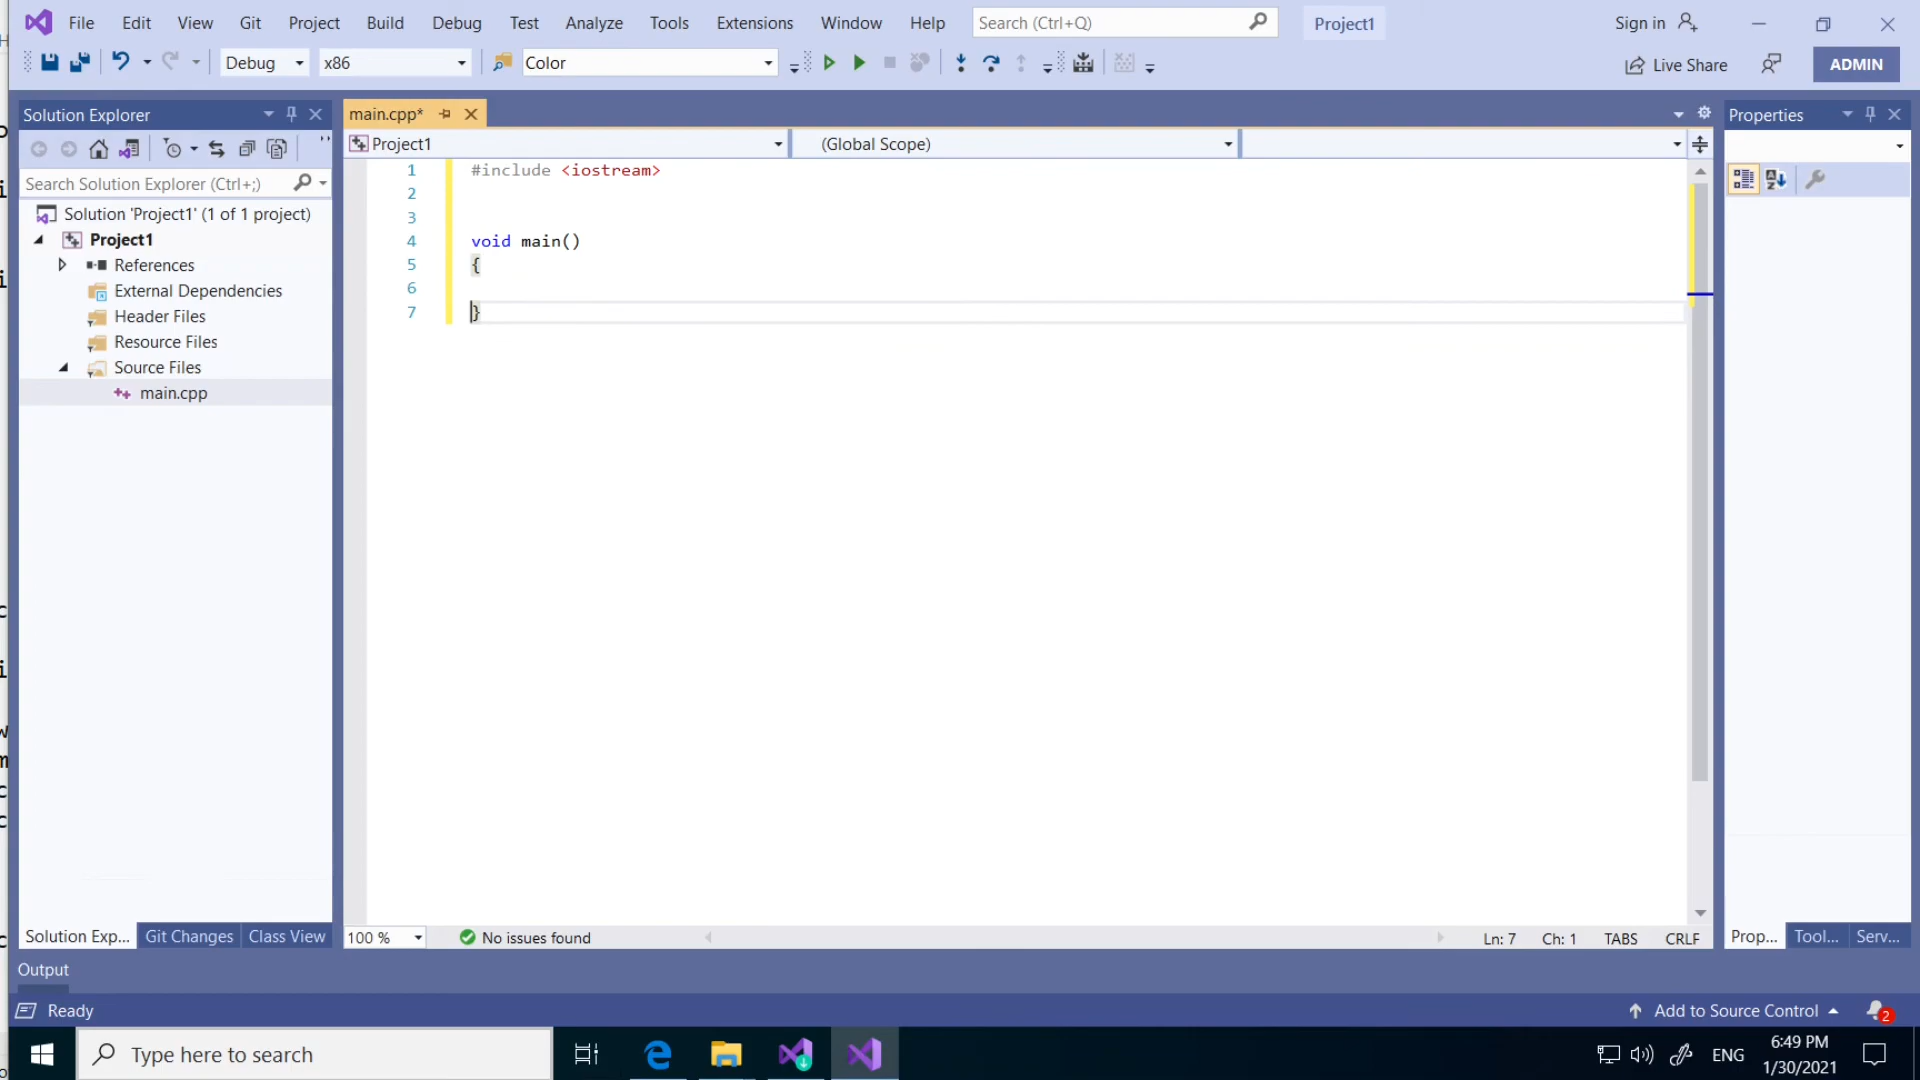 File Edit View Git Project Build Debug Test Analyze Tools Extensions Window Help Search (Ctrl+Q) Project1 Sign in
Debug x86 Color Live Share ADMIN
Solution Explorer
Search Solution Explorer (Ctrl+;)
Solution 'Project1' (1 of 1 project)
Project1
References
External Dependencies
Header Files
Resource Files
Source Files
main.cpp
Solution Exp... Git Changes Class View
main.cpp*
Project1 (Global Scope)
1 #include <iostream>
2
3
4 void main()
5 {
6
7 }
100 % No issues found Ln: 7 Ch: 1 TABS CRLF
Properties
Prop... Tool... Serv...
Output
Ready Add to Source Control 2
Type here to search ENG 6:49 PM
1/30/2021